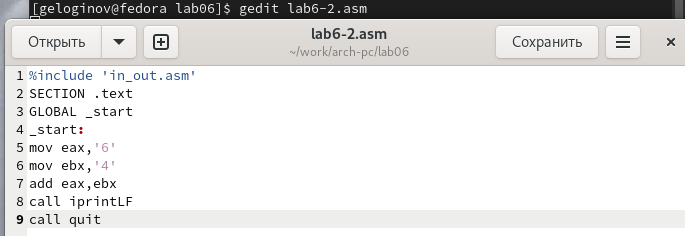 [geloginov@fedora lab06]$ gedit lab6-2.asm
Открыть
lab6-2.asm
~/work/arch-pc/lab06
Сохранить
1 %include 'in_out.asm'
2 SECTION .text
3 GLOBAL _start
4 _start:
5 mov eax,'6'
6 mov ebx,'4'
7 add eax,ebx
8 call iprintLF
9 call quit